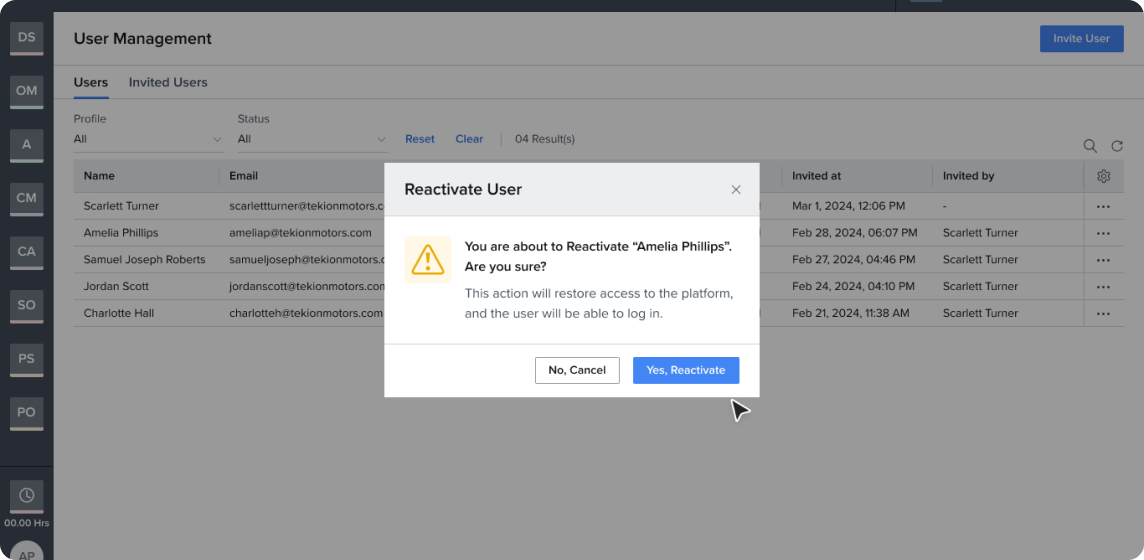 DS
OM
A
CM
CA
SO
PS
PO
00.00 Hrs
AP
User Management
Invite User
Users Invited Users
Profile Status
All All Reset Clear 04 Result(s)
Name Email Invited at Invited by
Scarlett Turner scarlettturner@tekionmotors.c Mar 1, 2024, 12:06 PM -
Amelia Phillips ameliap@tekionmotors.com Feb 28, 2024, 06:07 PM Scarlett Turner
Samuel Joseph Roberts samueljoseph@tekionmotors.c Feb 27, 2024, 04:46 PM Scarlett Turner
Jordan Scott jordanscott@tekionmotors.com Feb 24, 2024, 04:10 PM Scarlett Turner
Charlotte Hall charlotteh@tekionmotors.com Feb 21, 2024, 11:38 AM Scarlett Turner
Reactivate User
You are about to Reactivate “Amelia Phillips”.
Are you sure?
This action will restore access to the platform,
and the user will be able to log in.
No, Cancel Yes, Reactivate